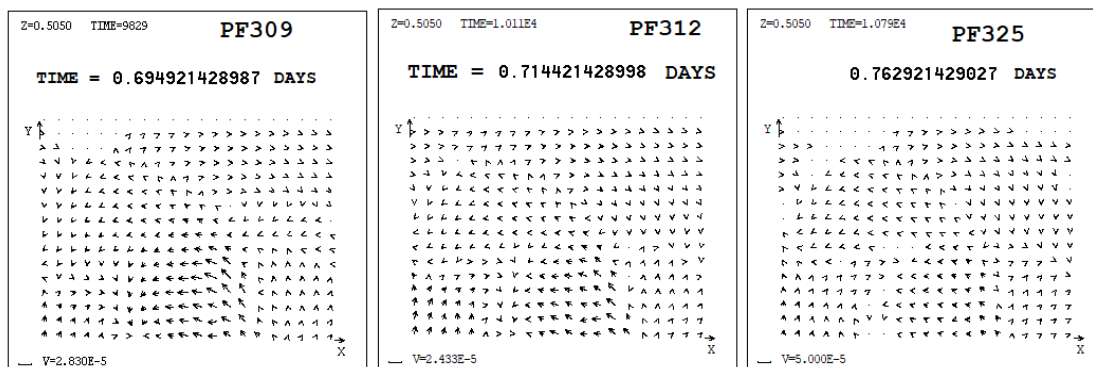 Z=0.5050 TIME=9829
PF309
TIME = 0.694921428987 DAYS
Y
X
V=2.830E-5
Z=0.5050 TIME=1.011E4
PF312
TIME = 0.714421428998 DAYS
Y
X
V=2.433E-5
Z=0.5050 TIME=1.079E4
PF325
0.762921429027 DAYS
Y
X
V=5.000E-5